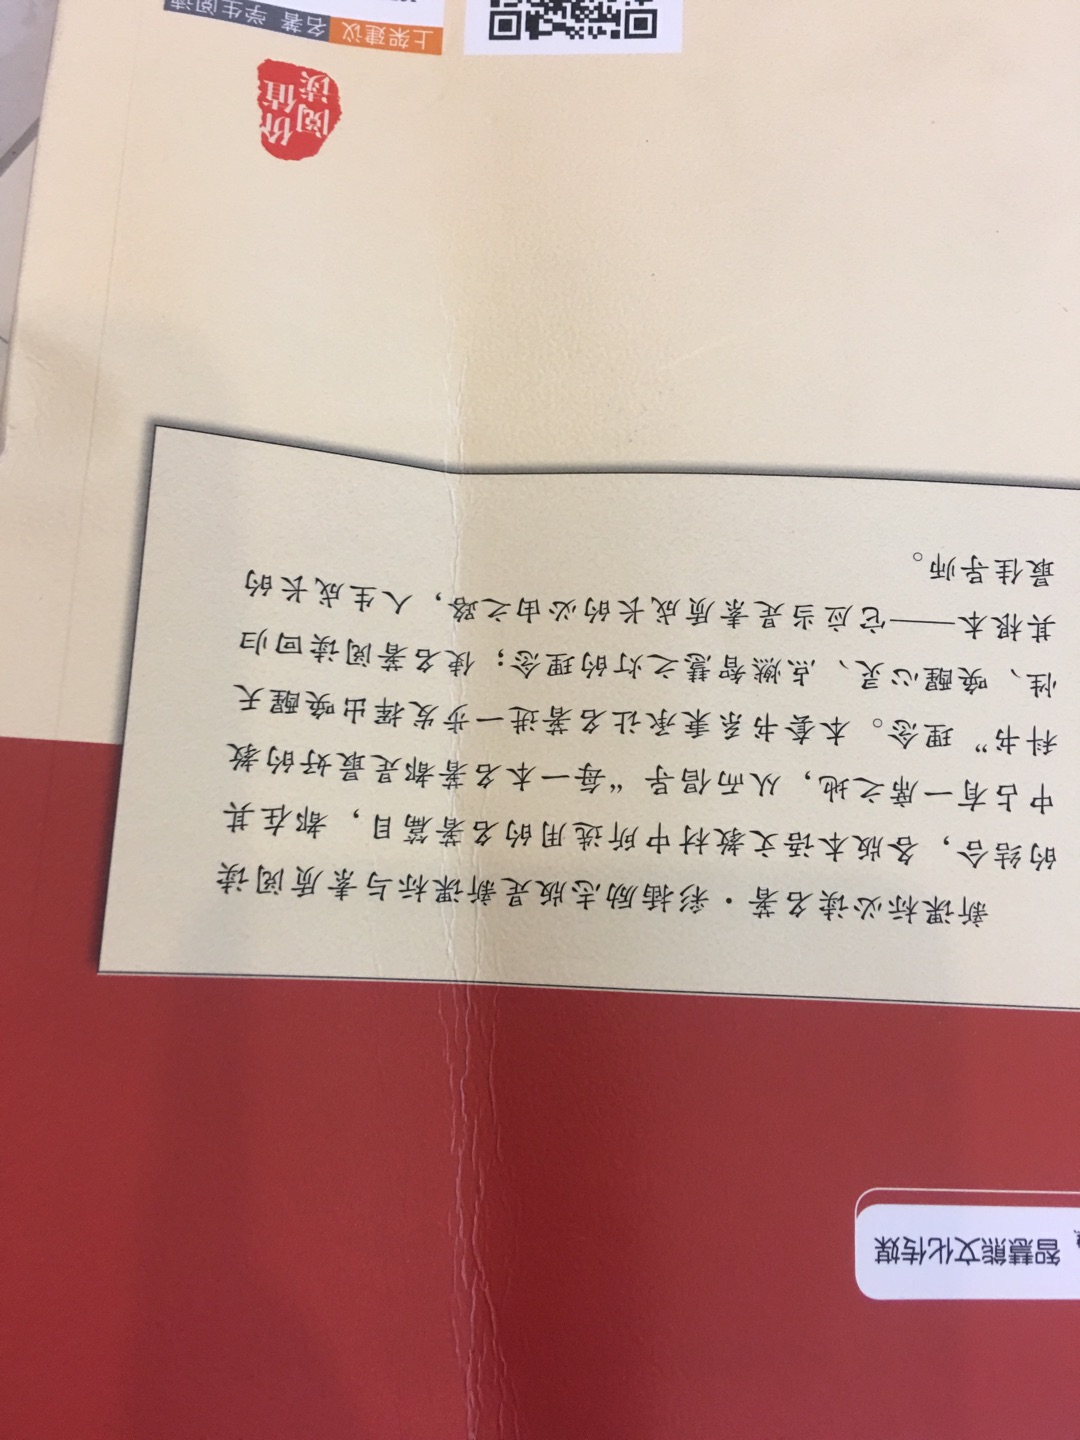 智慧熊文化传媒
新课标必读名著·彩插励志版是新课标与素质阅读
的结合，各版本语文教材中所选用的名著篇目，都在其
中占有一席之地，从而倡导“每一本名著都是最好的教
科书”理念。本套书系秉承让名著进一步发挥出唤醒天
性、唤醒心灵、点燃智慧之灯的理念；使名著阅读回归
其根本——它应当是素质成长的必由之路，人生成长的
最佳导师。
阅读
价值
上架建议 名著 学生阅读